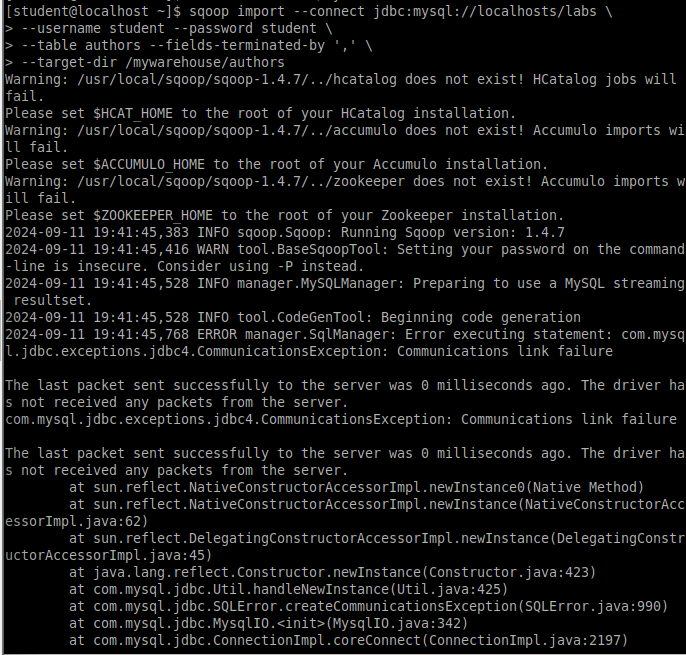 [student@localhost ~]$ sqoop import --connect jdbc:mysql://localhosts/labs \
> --username student --password student \
> --table authors --fields-terminated-by ',' \
> --target-dir /mywarehouse/authors
Warning: /usr/local/sqoop/sqoop-1.4.7/../hcatalog does not exist! HCatalog jobs will
fail.
Please set $HCAT_HOME to the root of your HCatalog installation.
Warning: /usr/local/sqoop/sqoop-1.4.7/../accumulo does not exist! Accumulo imports wi
ll fail.
Please set $ACCUMULO_HOME to the root of your Accumulo installation.
Warning: /usr/local/sqoop/sqoop-1.4.7/../zookeeper does not exist! Accumulo imports w
ill fail.
Please set $ZOOKEEPER_HOME to the root of your Zookeeper installation.
2024-09-11 19:41:45,383 INFO sqoop.Sqoop: Running Sqoop version: 1.4.7
2024-09-11 19:41:45,416 WARN tool.BaseSqoopTool: Setting your password on the command
-line is insecure. Consider using -P instead.
2024-09-11 19:41:45,528 INFO manager.MySQLManager: Preparing to use a MySQL streaming
 resultset.
2024-09-11 19:41:45,528 INFO tool.CodeGenTool: Beginning code generation
2024-09-11 19:41:45,768 ERROR manager.SqlManager: Error executing statement: com.mysq
l.jdbc.exceptions.jdbc4.CommunicationsException: Communications link failure

The last packet sent successfully to the server was 0 milliseconds ago. The driver ha
s not received any packets from the server.
com.mysql.jdbc.exceptions.jdbc4.CommunicationsException: Communications link failure

The last packet sent successfully to the server was 0 milliseconds ago. The driver ha
s not received any packets from the server.
        at sun.reflect.NativeConstructorAccessorImpl.newInstance0(Native Method)
        at sun.reflect.NativeConstructorAccessorImpl.newInstance(NativeConstructorAcc
essorImpl.java:62)
        at sun.reflect.DelegatingConstructorAccessorImpl.newInstance(DelegatingConstr
uctorAccessorImpl.java:45)
        at java.lang.reflect.Constructor.newInstance(Constructor.java:423)
        at com.mysql.jdbc.Util.handleNewInstance(Util.java:425)
        at com.mysql.jdbc.SQLError.createCommunicationsException(SQLError.java:990)
        at com.mysql.jdbc.MysqlIO.<init>(MysqlIO.java:342)
        at com.mysql.jdbc.ConnectionImpl.coreConnect(ConnectionImpl.java:2197)